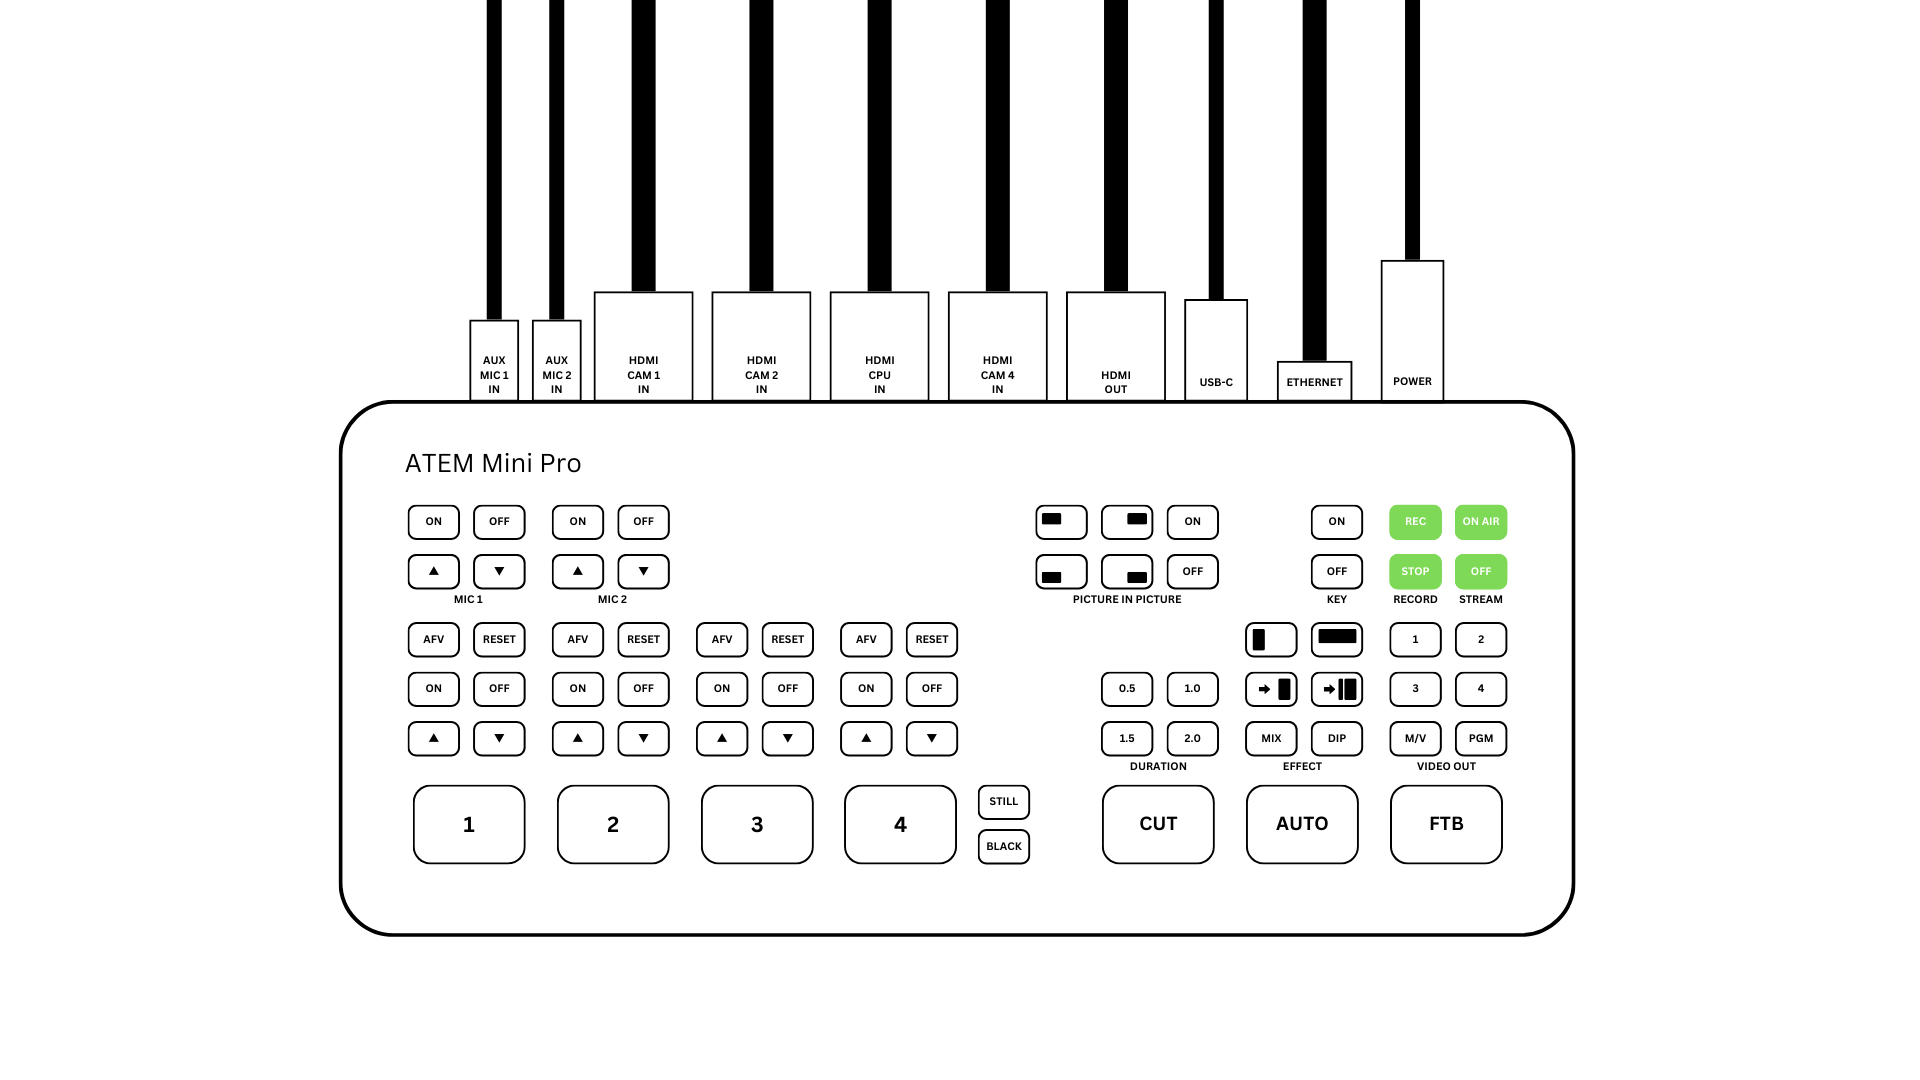 AUX
MIC 1
IN
AUX
MIC 2
IN
HDMI
CAM 1
IN
HDMI
CAM 2
IN
HDMI
CPU
IN
HDMI
CAM 4
IN
HDMI
OUT
USB-C
ETHERNET
POWER
ATEM Mini Pro
ON OFF ON OFF ON ON REC ON AIR
OFF OFF STOP OFF
MIC 1 MIC 2 PICTURE IN PICTURE KEY RECORD STREAM
AFV RESET AFV RESET AFV RESET AFV RESET 1 2
ON OFF ON OFF ON OFF ON OFF 0.5 1.0 3 4
1.5 2.0 MIX DIP M/V PGM
DURATION EFFECT VIDEO OUT
1 2 3 4 STILL CUT AUTO FTB
BLACK